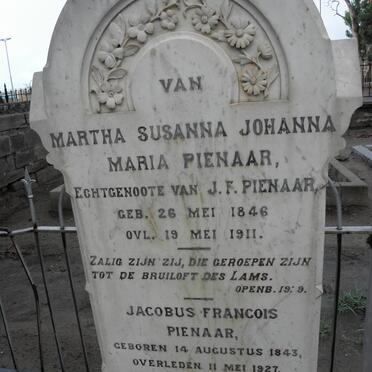 VAN
MARTHA SUSANNA JOHANNA
MARIA PIENAAR,
ECHTGENOOTE VAN J. F. PIENAAR,
GEB. 26 MEI 1846
OVL. 19 MEI 1911.
ZALIG ZIJN ZIJ, DIE GEROEPEN ZIJN
TOT DE BRUILOFT DES LAMS.
OPENB. 19:9.
JACOBUS FRANCOIS
PIENAAR,
GEBOREN 14 AUGUSTUS 1843,
OVERLEDEN 11 MEI 1927.